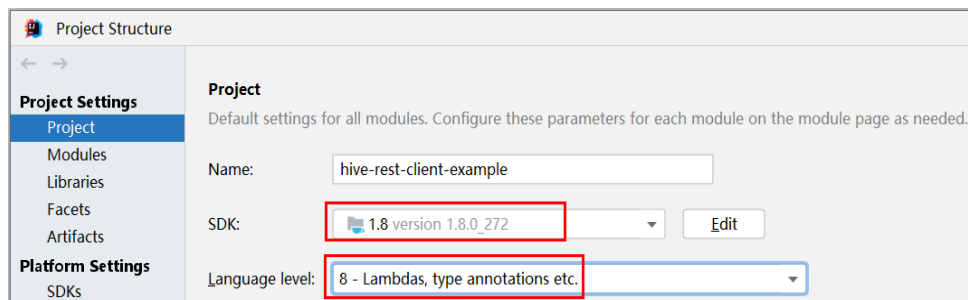 Project Structure
Project Settings
Project
Modules
Libraries
Facets
Artifacts
Platform Settings
SDKs
Project
Default settings for all modules. Configure these parameters for each module on the module page as needed.
Name: hive-rest-client-example
SDK: 1.8 version 1.8.0_272 Edit
Language level: 8 - Lambdas, type annotations etc.